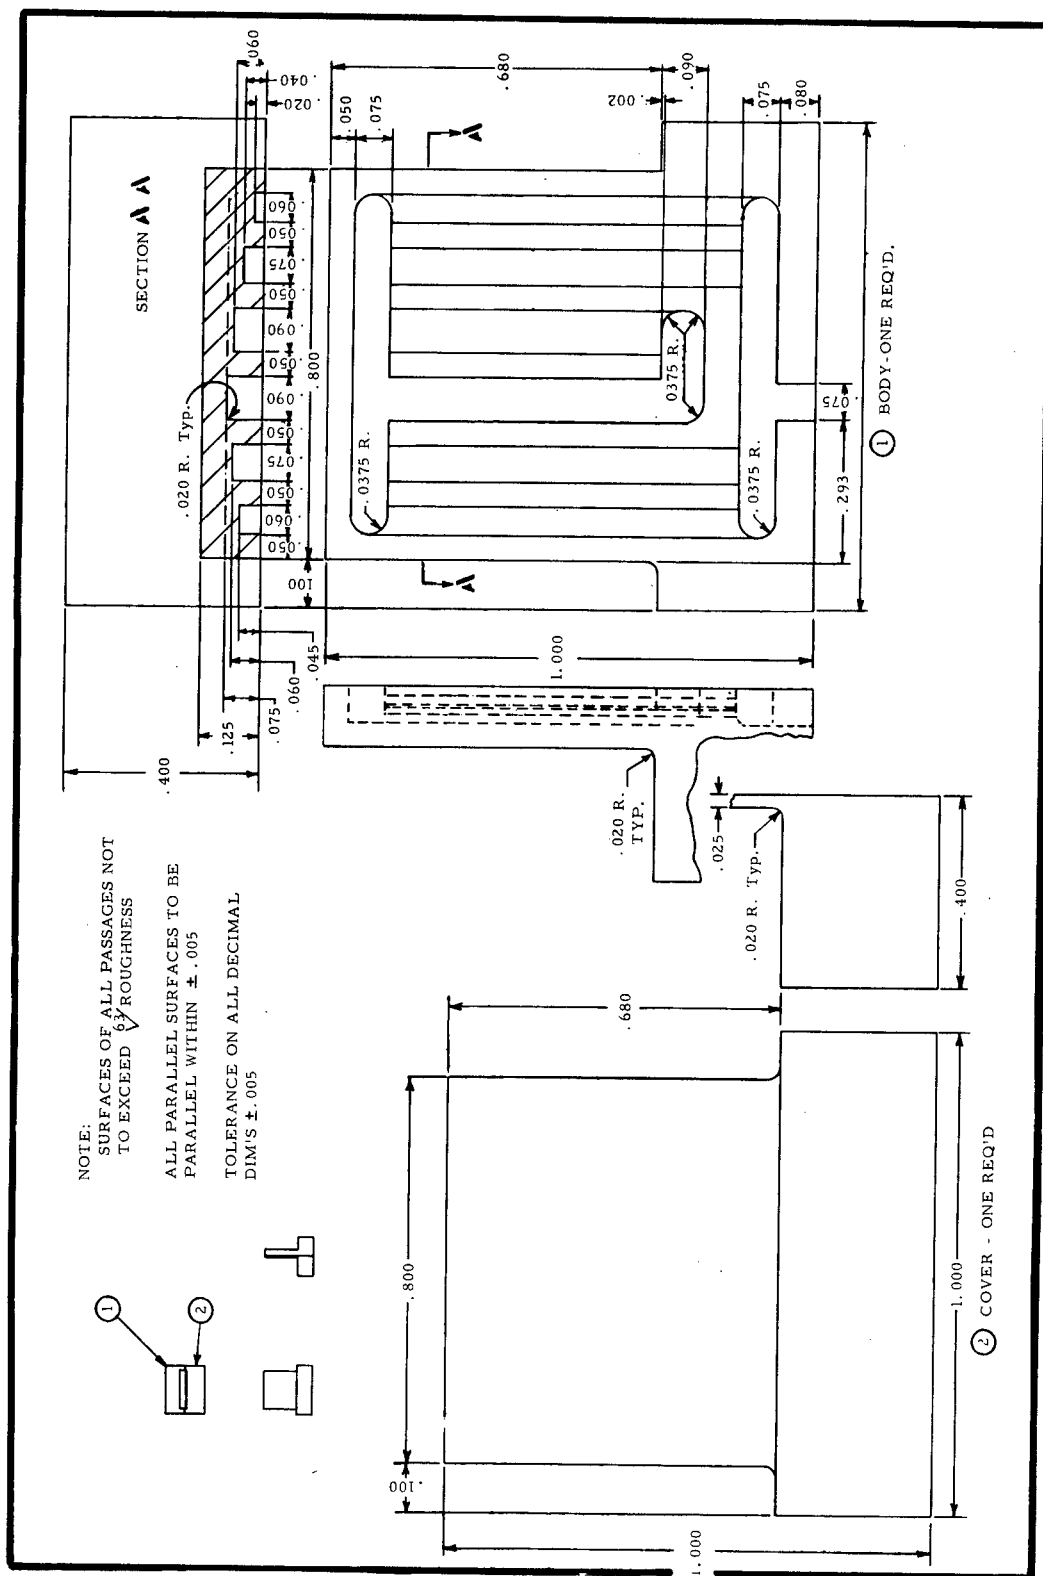 NOTE:
SURFACES OF ALL PASSAGES NOT
TO EXCEED 63 ROUGHNESS
ALL PARALLEL SURFACES TO BE
PARALLEL WITHIN ±.005
TOLERANCE ON ALL DECIMAL
DIM'S ±.005
1
2
.400
.125
.075
.060
.045
.020 R. Typ.
SECTION A A
.060
.040
.020
.100
.050
.060
.050
.075
.050
.090
.050
.090
.050
.075
.050
.060
.800
.050
.075
.680
.002
.090
.075
.080
A
A
.0375 R.
.0375 R.
.0375 R.
.293
.075
1.000
1 BODY-ONE REQ'D.
.020 R.
TYP.
.025
.020 R. Typ.
.400
.680
.800
.100
1.000
1.000
2 COVER - ONE REQ'D